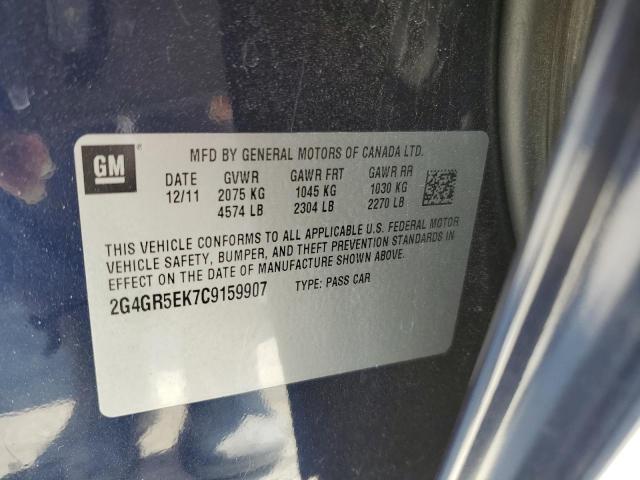 GM
MFD BY GENERAL MOTORS OF CANADA LTD.
DATE GVWR GAWR FRT GAWR RR
12/11 2075 KG 1045 KG 1030 KG
4574 LB 2304 LB 2270 LB
THIS VEHICLE CONFORMS TO ALL APPLICABLE U.S. FEDERAL MOTOR
VEHICLE SAFETY, BUMPER, AND THEFT PREVENTION STANDARDS IN
EFFECT ON THE DATE OF MANUFACTURE SHOWN ABOVE.
2G4GR5EK7C9159907 TYPE: PASS CAR